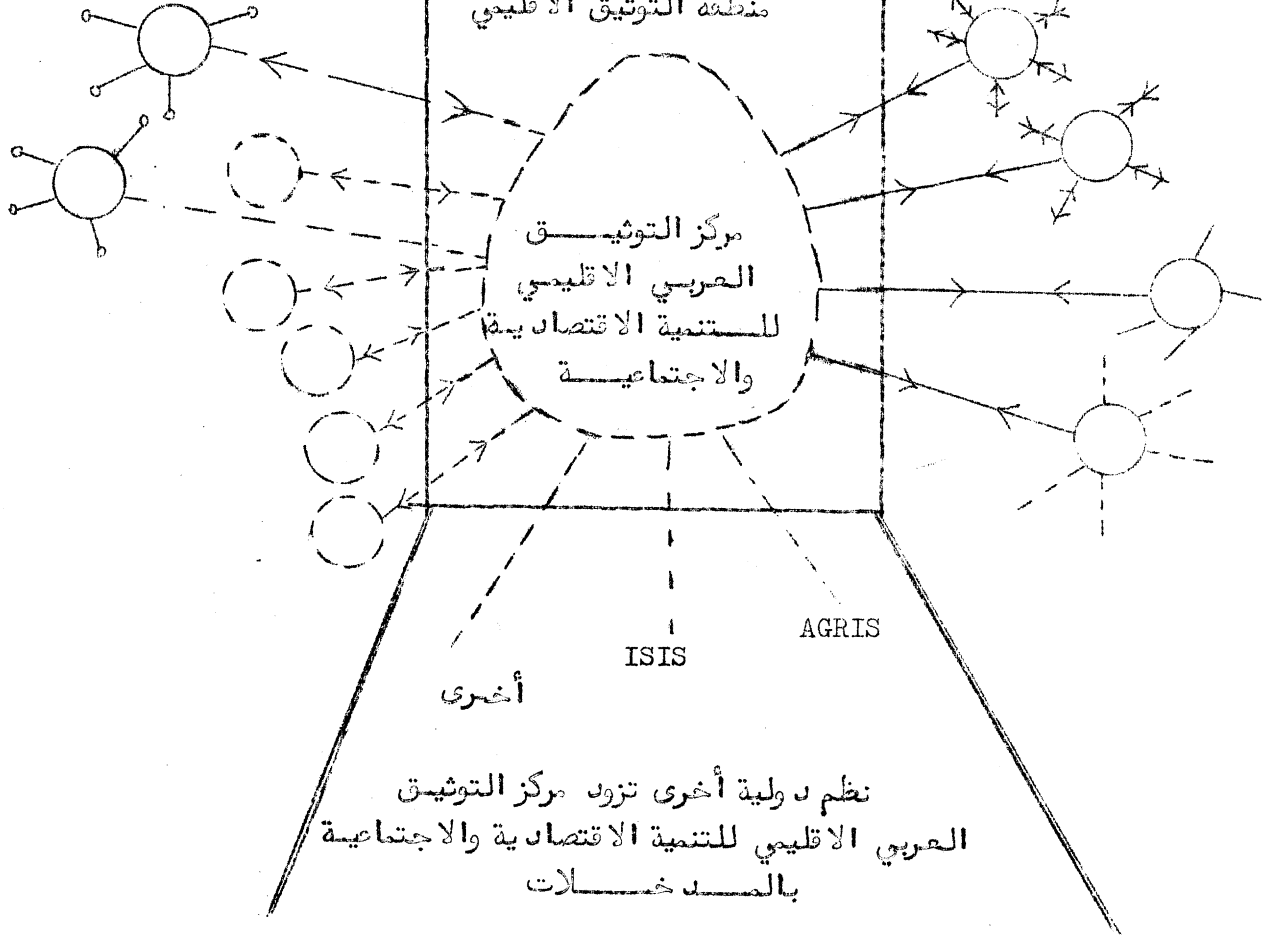 منطقة التوثيق الاقليمي
مركز التوثيق
العربي الاقليمي
للتنمية الاقتصادية
والاجتماعية
AGRIS
ISIS
أخرى
نظم دولية أخرى تزود مركز التوثيق
العربي الاقليمي للتنمية الاقتصادية والاجتماعية
بالمدخلات